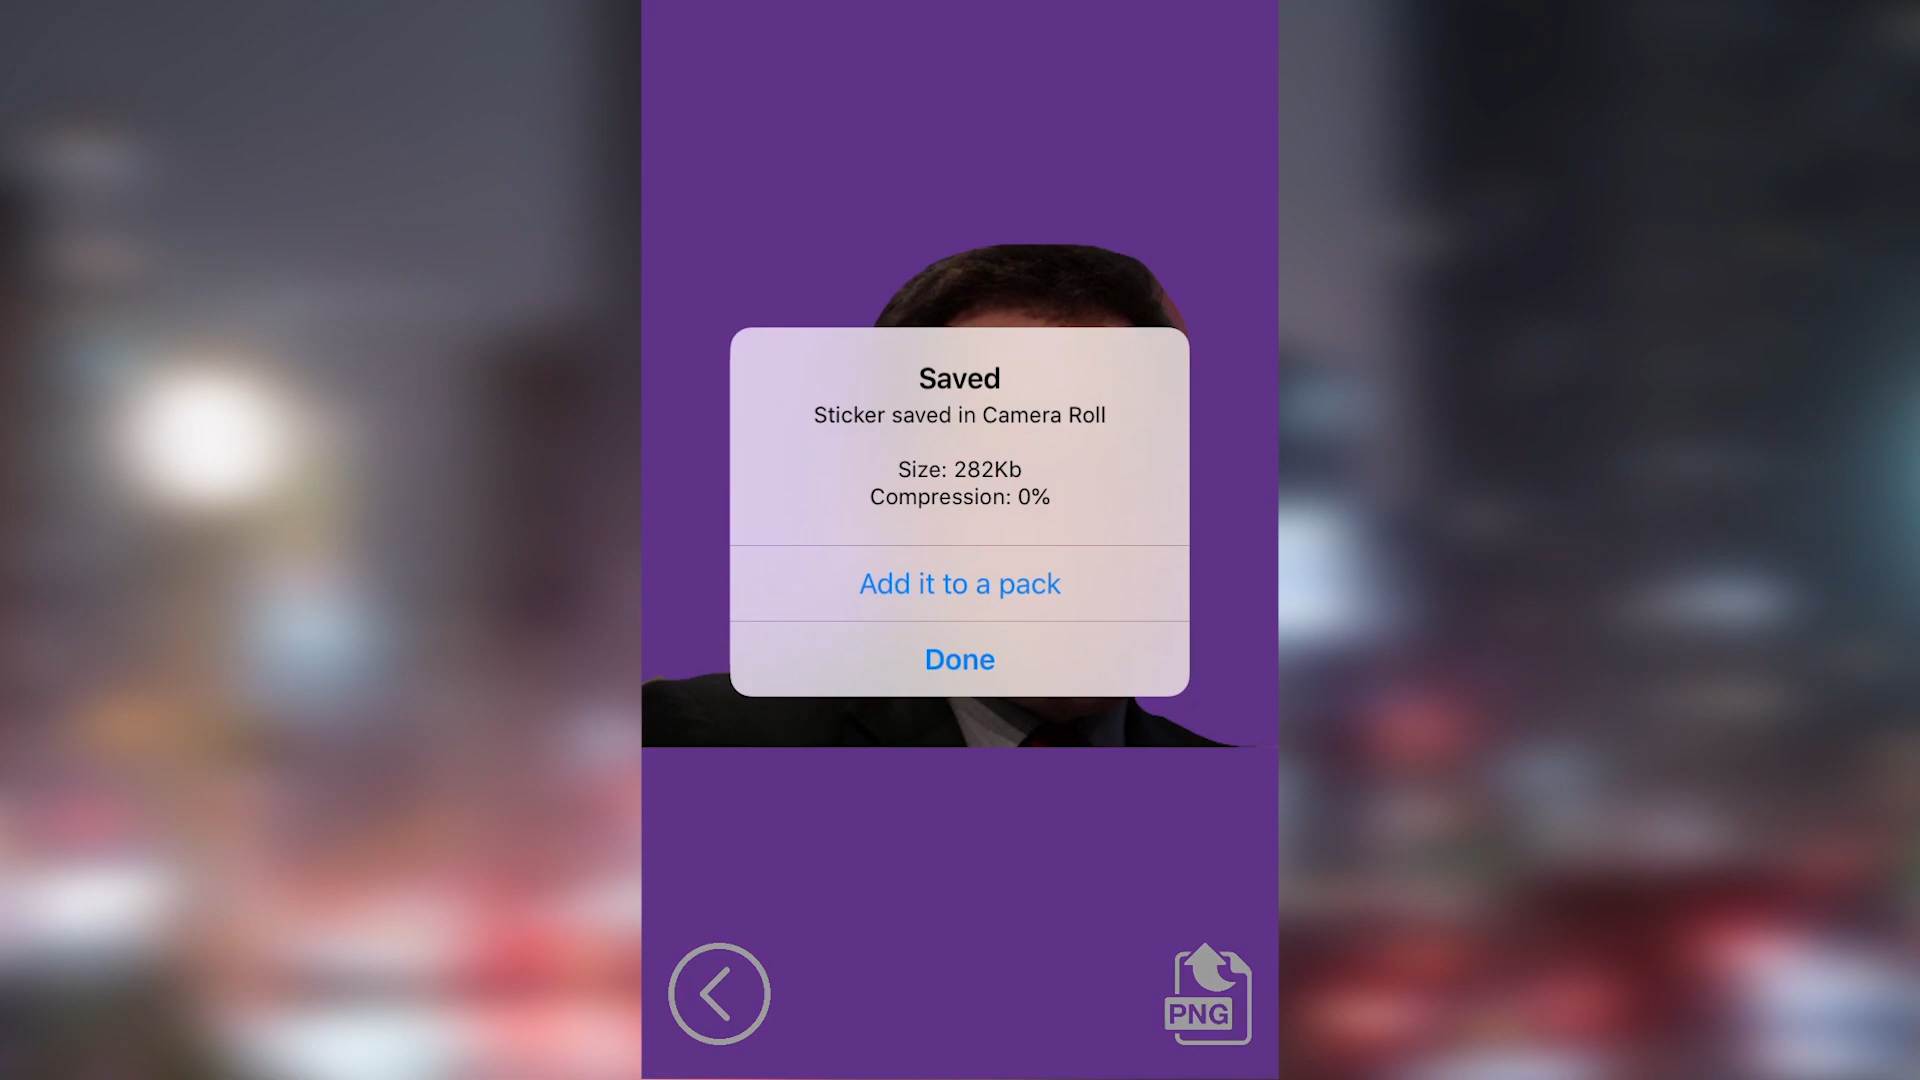 Saved
Sticker saved in Camera Roll
Size: 282Kb
Compression: 0%
Add it to a pack
Done
PNG